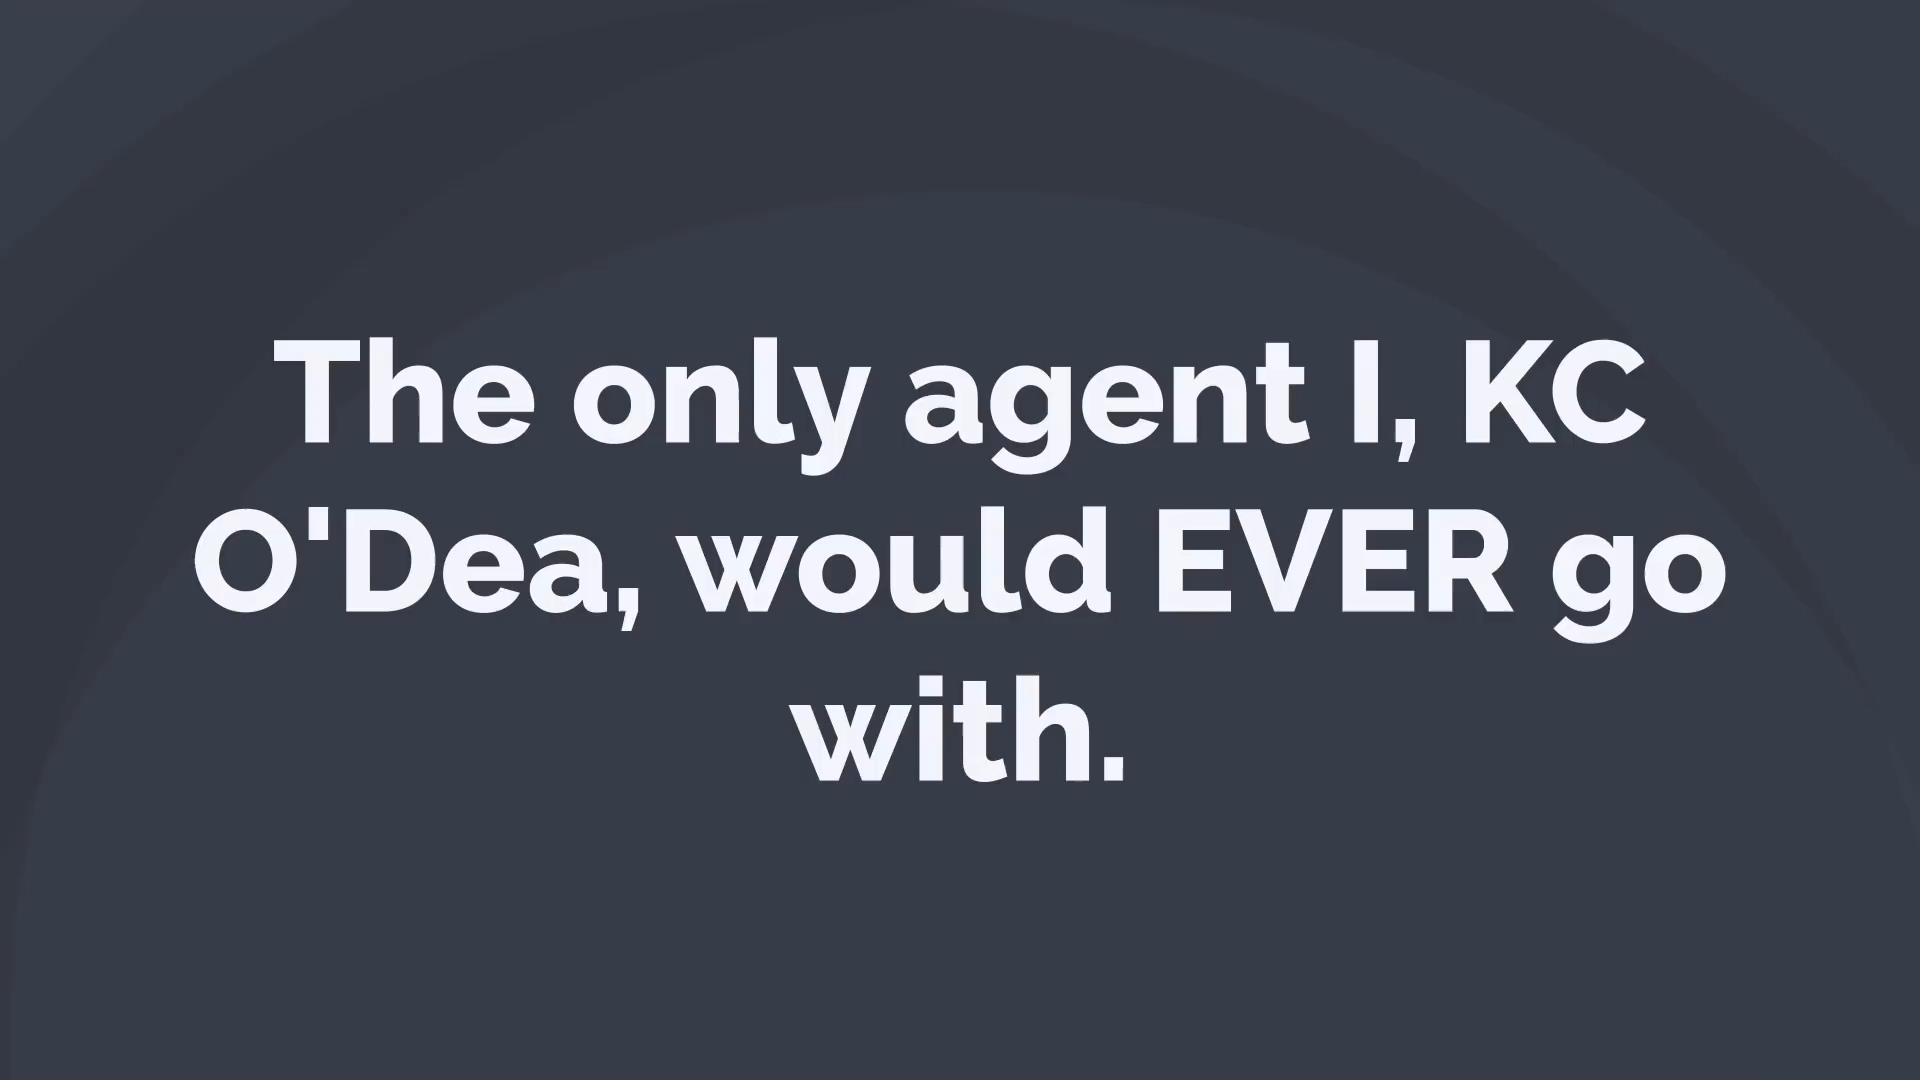 The only agent I, KC
O'Dea, would EVER go
with.